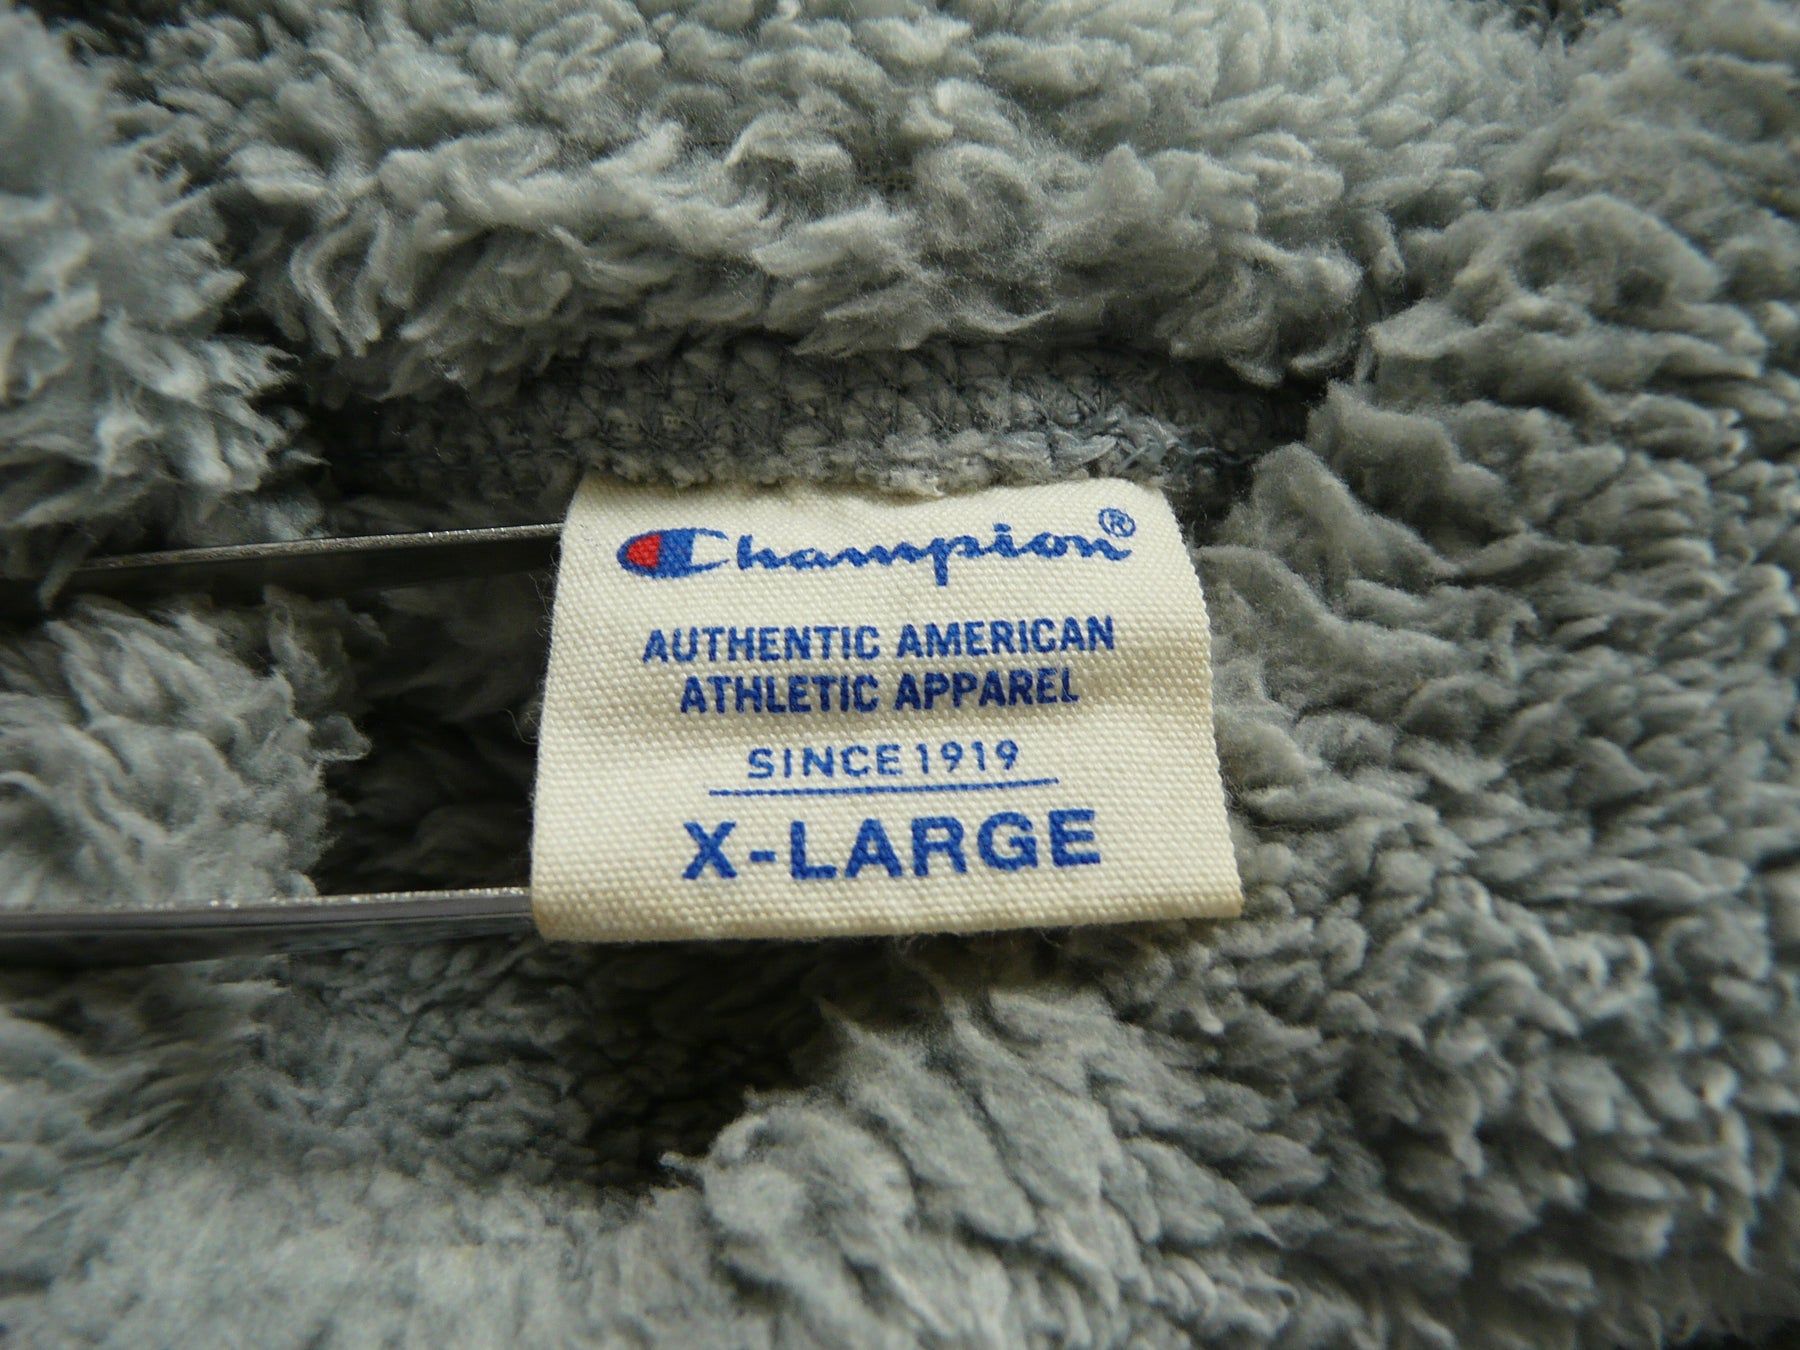 Champion®
AUTHENTIC AMERICAN
ATHLETIC APPAREL
SINCE 1919
X-LARGE